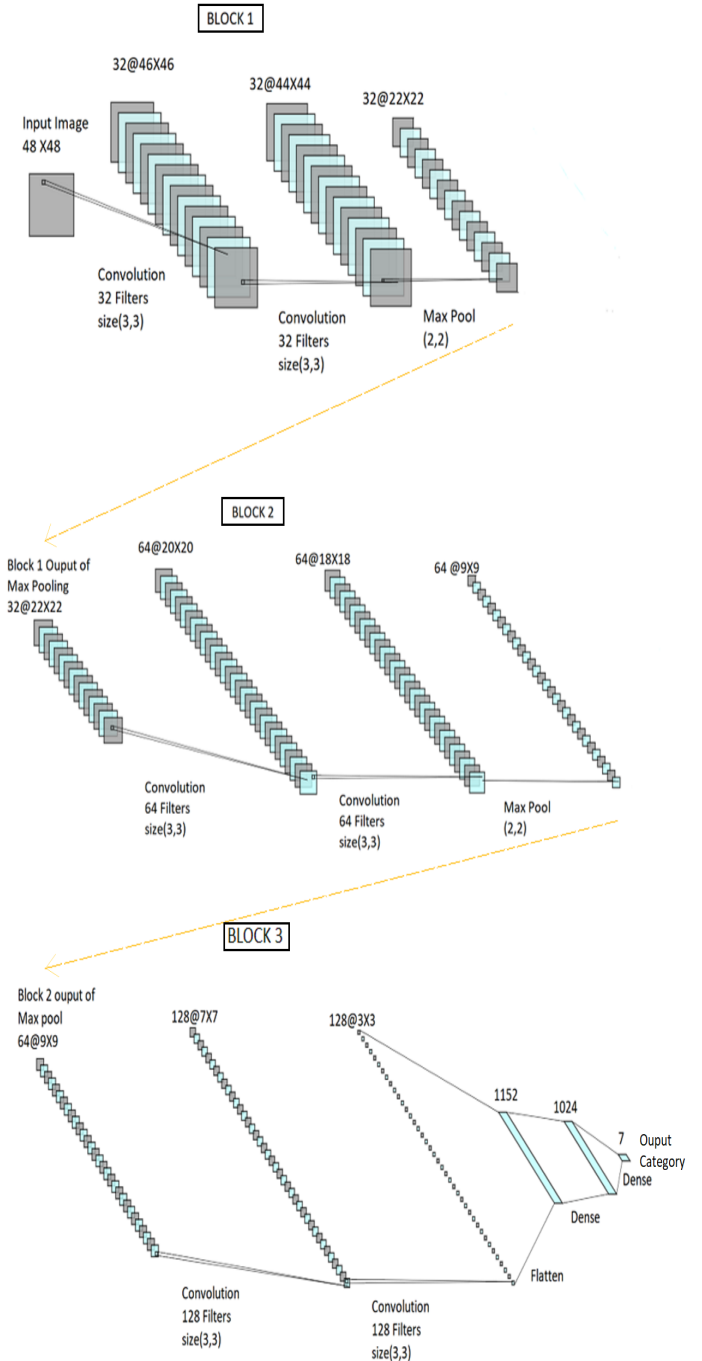 BLOCK 1
32@46X46
32@44X44
32@22X22
Input Image
48 X48
Convolution
32 Filters
size(3,3)
Convolution
32 Filters
size(3,3)
Max Pool
(2,2)
BLOCK 2
Block 1 Ouput of
Max Pooling
32@22X22
64@20X20
64@18X18
64 @9X9
Convolution
64 Filters
size(3,3)
Convolution
64 Filters
size(3,3)
Max Pool
(2,2)
BLOCK 3
Block 2 ouput of
Max pool
64@9X9
128@7X7
128@3X3
1152
1024
7
Ouput
Category
Dense
Dense
Flatten
Convolution
128 Filters
size(3,3)
Convolution
128 Filters
size(3,3)